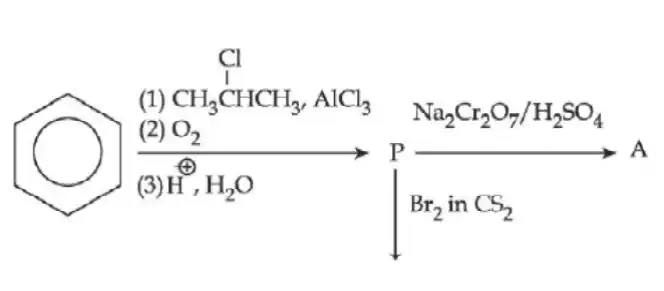 Cl
(1) CH₃CHCH₃, AlCl₃
(2) O₂
(3) H⊕, H₂O
P
Na₂Cr₂O₇/H₂SO₄
A
Br₂ in CS₂